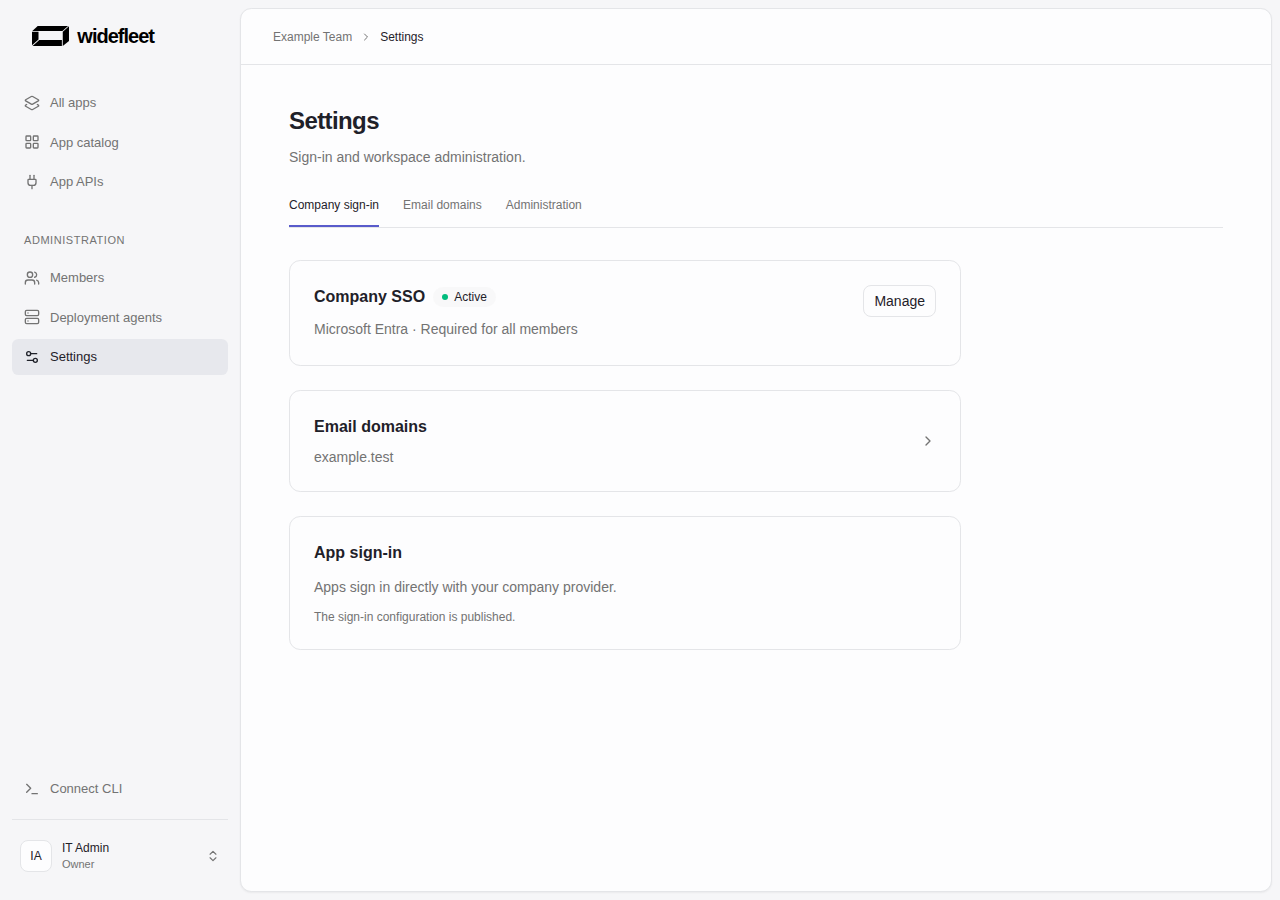 widefleet
All apps
App catalog
App APIs
ADMINISTRATION
Members
Deployment agents
Settings
Connect CLI
IA
IT Admin
Owner
Example Team
Settings
Settings
Sign-in and workspace administration.
Company sign-in
Email domains
Administration
Company SSO
Active
Manage
Microsoft Entra · Required for all members
Email domains
example.test
App sign-in
Apps sign in directly with your company provider.
The sign-in configuration is published.